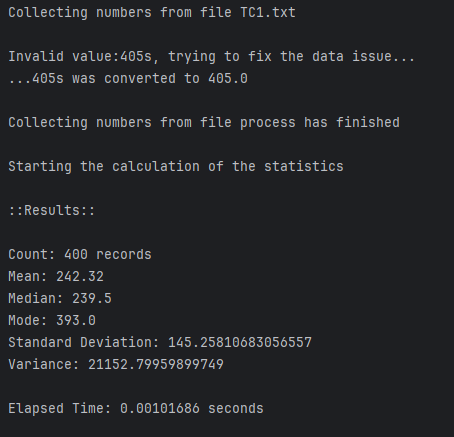 Collecting numbers from file TC1.txt
Invalid value:405s, trying to fix the data issue...
...405s was converted to 405.0
Collecting numbers from file process has finished
Starting the calculation of the statistics
::Results::
Count: 400 records
Mean: 242.32
Median: 239.5
Mode: 393.0
Standard Deviation: 145.25810683056557
Variance: 21152.79959899749
Elapsed Time: 0.00101686 seconds